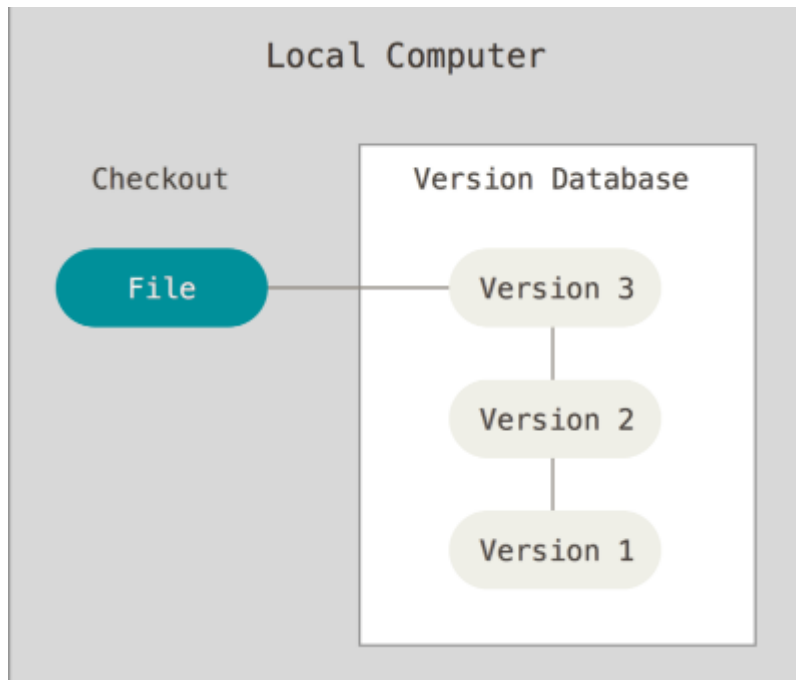 Local Computer
Checkout
Version Database
File
Version 3
Version 2
Version 1